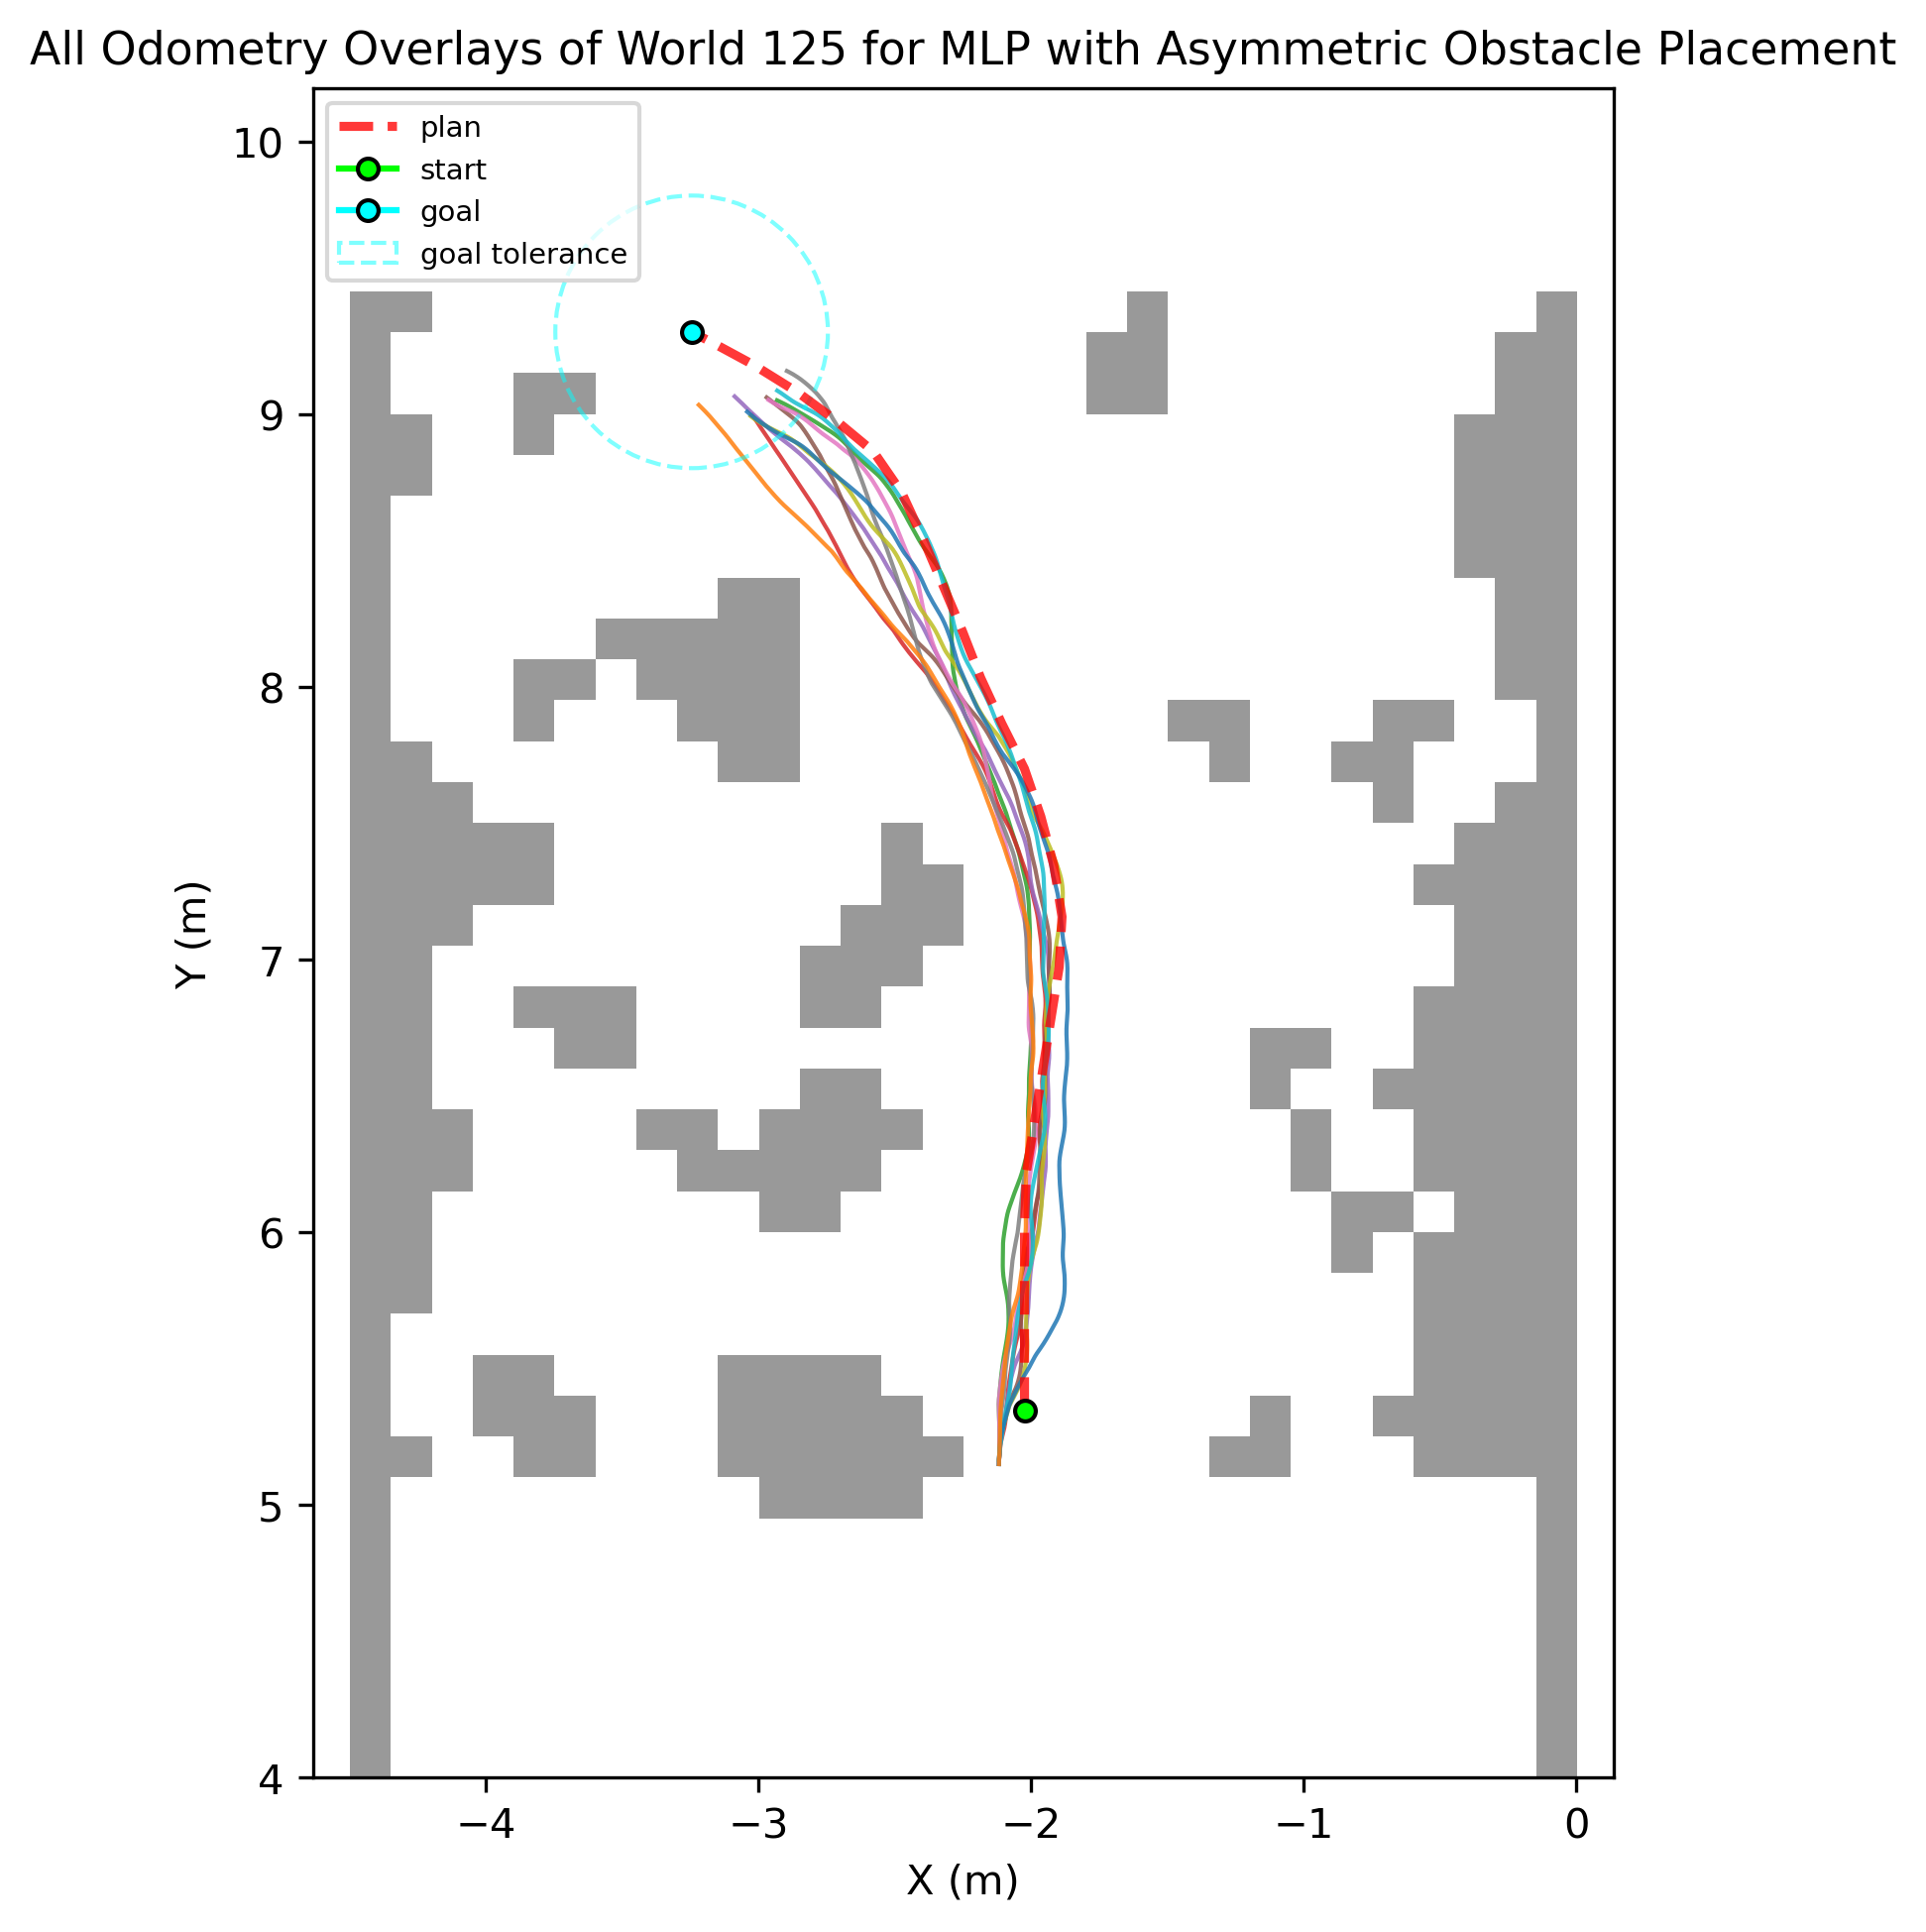 All Odometry Overlays of World 125 for MLP with Asymmetric Obstacle Placement
plan
start
goal
goal tolerance
10
9
8
7
6
5
4
Y (m)
−4
−3
−2
−1
0
X (m)